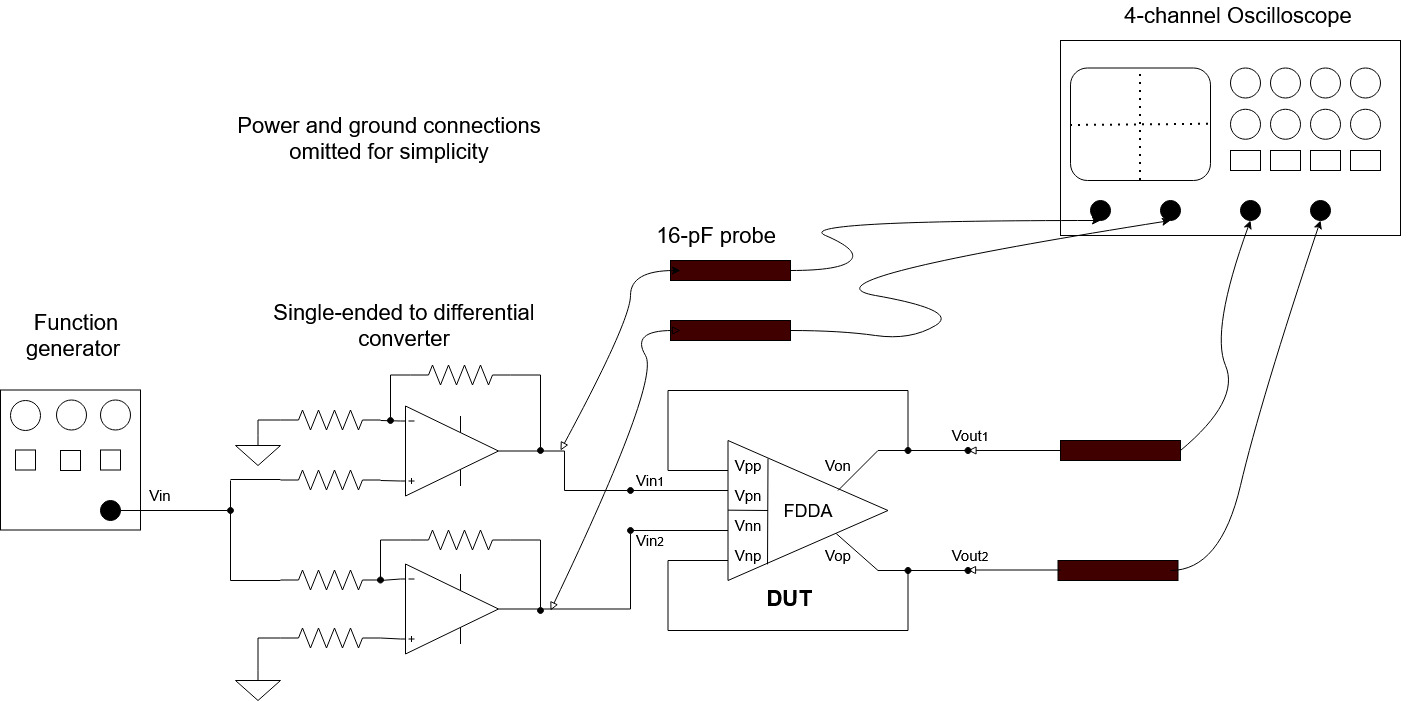 4-channel Oscilloscope
Power and ground connections
omitted for simplicity
16-pF probe
Single-ended to differential
converter
Function
generator
Vin
−
+
−
+
Vin1
Vin2
Vpp
Vpn
Vnn
Vnp
Von
FDDA
Vop
DUT
Vout1
Vout2